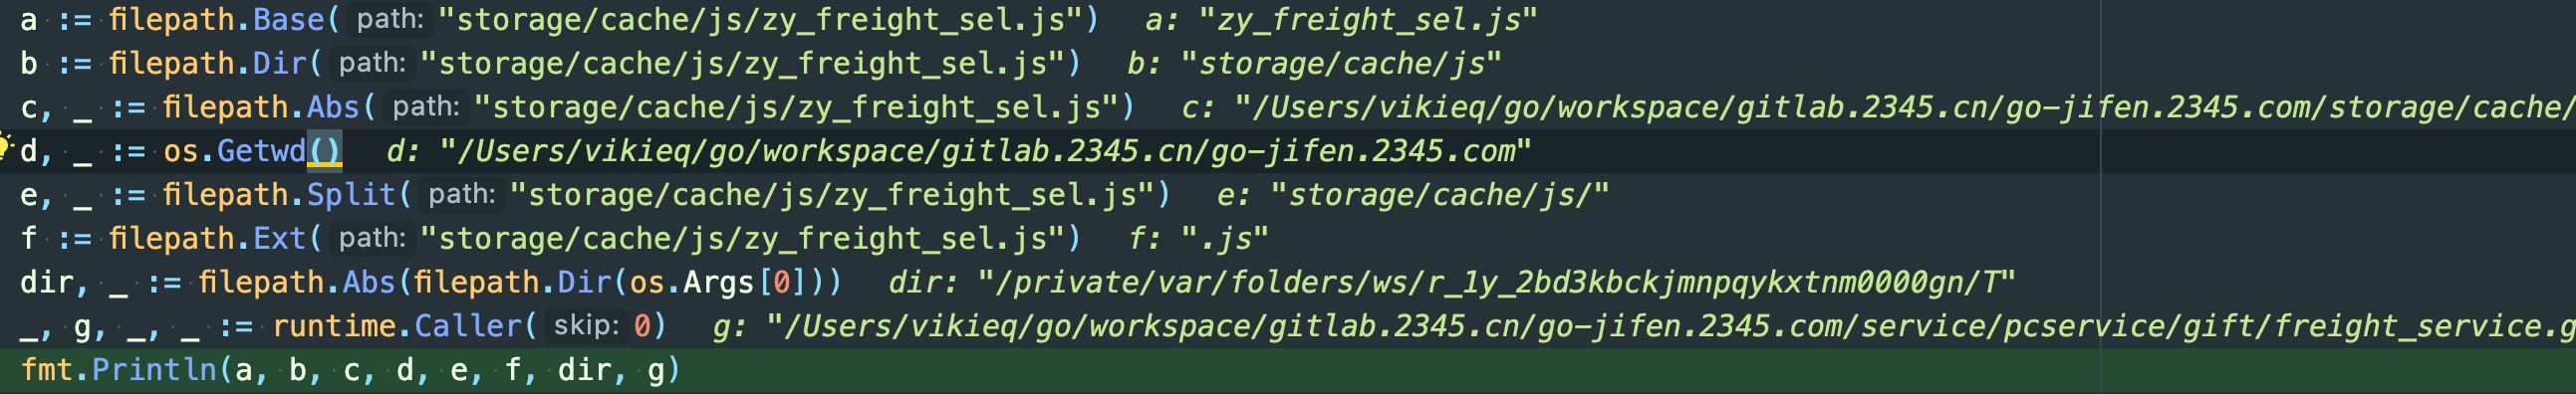 a := filepath.Base( path: "storage/cache/js/zy_freight_sel.js") a: "zy_freight_sel.js"
b := filepath.Dir( path: "storage/cache/js/zy_freight_sel.js") b: "storage/cache/js"
c, _ := filepath.Abs( path: "storage/cache/js/zy_freight_sel.js") c: "/Users/vikieq/go/workspace/gitlab.2345.cn/go-jifen.2345.com/storage/cache/
d, _ := os.Getwd() d: "/Users/vikieq/go/workspace/gitlab.2345.cn/go-jifen.2345.com"
e, _ := filepath.Split( path: "storage/cache/js/zy_freight_sel.js") e: "storage/cache/js/"
f := filepath.Ext( path: "storage/cache/js/zy_freight_sel.js") f: ".js"
dir, _ := filepath.Abs(filepath.Dir(os.Args[0])) dir: "/private/var/folders/ws/r_1y_2bd3kbckjmnpqykxtnm0000gn/T"
_, g, _, _ := runtime.Caller( skip: 0) g: "/Users/vikieq/go/workspace/gitlab.2345.cn/go-jifen.2345.com/service/pcservice/gift/freight_service.g
fmt.Println(a, b, c, d, e, f, dir, g)